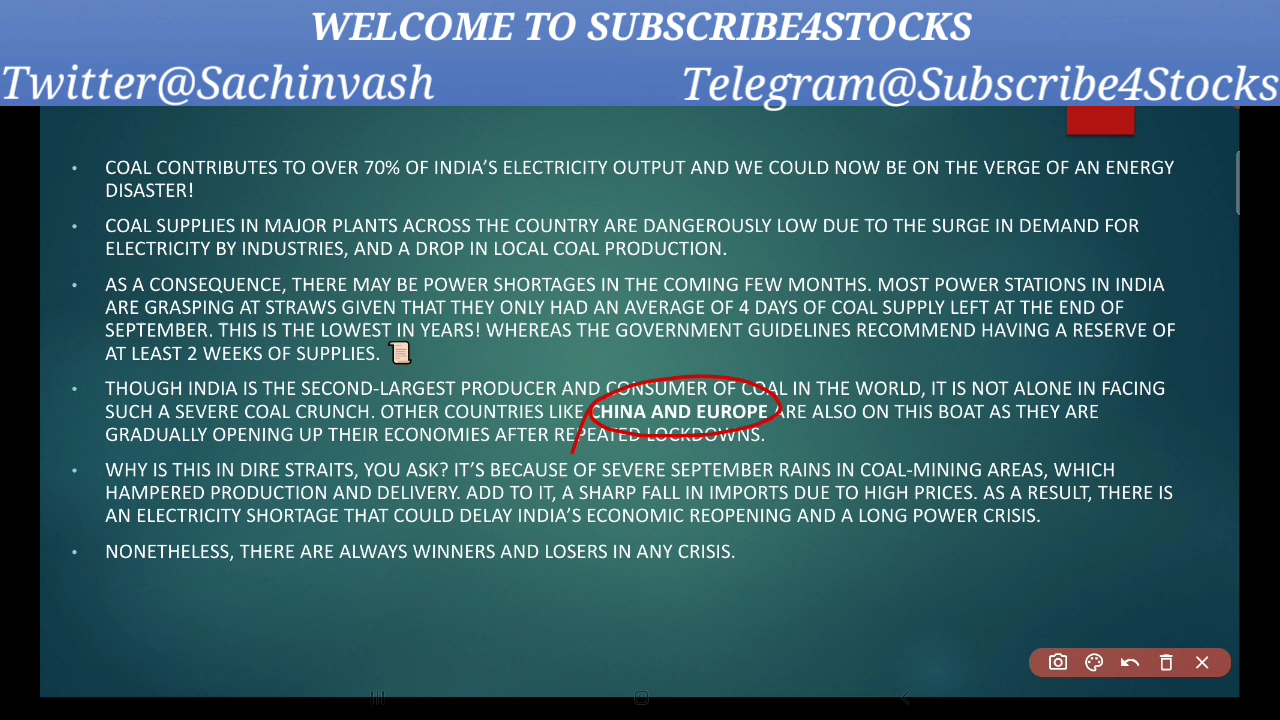 WELCOME TO SUBSCRIBE4STOCKS
Twitter@Sachinvash
Telegram@Subscribe4Stocks
• COAL CONTRIBUTES TO OVER 70% OF INDIA’S ELECTRICITY OUTPUT AND WE COULD NOW BE ON THE VERGE OF AN ENERGY
DISASTER!
• COAL SUPPLIES IN MAJOR PLANTS ACROSS THE COUNTRY ARE DANGEROUSLY LOW DUE TO THE SURGE IN DEMAND FOR
ELECTRICITY BY INDUSTRIES, AND A DROP IN LOCAL COAL PRODUCTION.
• AS A CONSEQUENCE, THERE MAY BE POWER SHORTAGES IN THE COMING FEW MONTHS. MOST POWER STATIONS IN INDIA
ARE GRASPING AT STRAWS GIVEN THAT THEY ONLY HAD AN AVERAGE OF 4 DAYS OF COAL SUPPLY LEFT AT THE END OF
SEPTEMBER. THIS IS THE LOWEST IN YEARS! WHEREAS THE GOVERNMENT GUIDELINES RECOMMEND HAVING A RESERVE OF
AT LEAST 2 WEEKS OF SUPPLIES. 📜
• THOUGH INDIA IS THE SECOND-LARGEST PRODUCER AND CONSUMER OF COAL IN THE WORLD, IT IS NOT ALONE IN FACING
SUCH A SEVERE COAL CRUNCH. OTHER COUNTRIES LIKE CHINA AND EUROPE ARE ALSO ON THIS BOAT AS THEY ARE
GRADUALLY OPENING UP THEIR ECONOMIES AFTER REPEATED LOCKDOWNS.
• WHY IS THIS IN DIRE STRAITS, YOU ASK? IT’S BECAUSE OF SEVERE SEPTEMBER RAINS IN COAL-MINING AREAS, WHICH
HAMPERED PRODUCTION AND DELIVERY. ADD TO IT, A SHARP FALL IN IMPORTS DUE TO HIGH PRICES. AS A RESULT, THERE IS
AN ELECTRICITY SHORTAGE THAT COULD DELAY INDIA’S ECONOMIC REOPENING AND A LONG POWER CRISIS.
• NONETHELESS, THERE ARE ALWAYS WINNERS AND LOSERS IN ANY CRISIS.